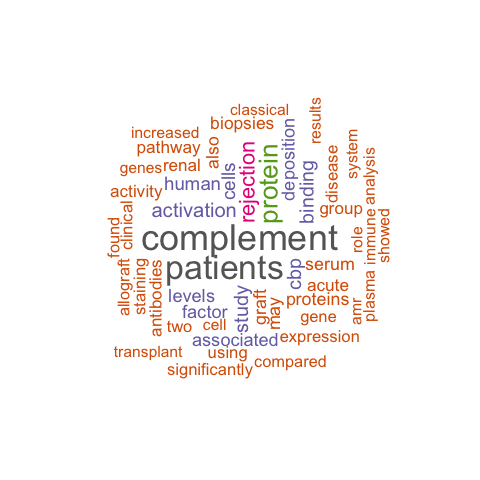 classical
biopsies
results
increased
pathway
also
deposition
system
genes
renal
cells
rejection
protein
disease
analysis
activity
human
binding
clinical
activation
group
found
complement
role
immune
showed
patients
allograft
staining
antibodies
cbp
serum
levels
study
graft
may
acute
proteins
amr
plasma
factor
gene
two
cell
associated
expression
transplant
using
compared
significantly